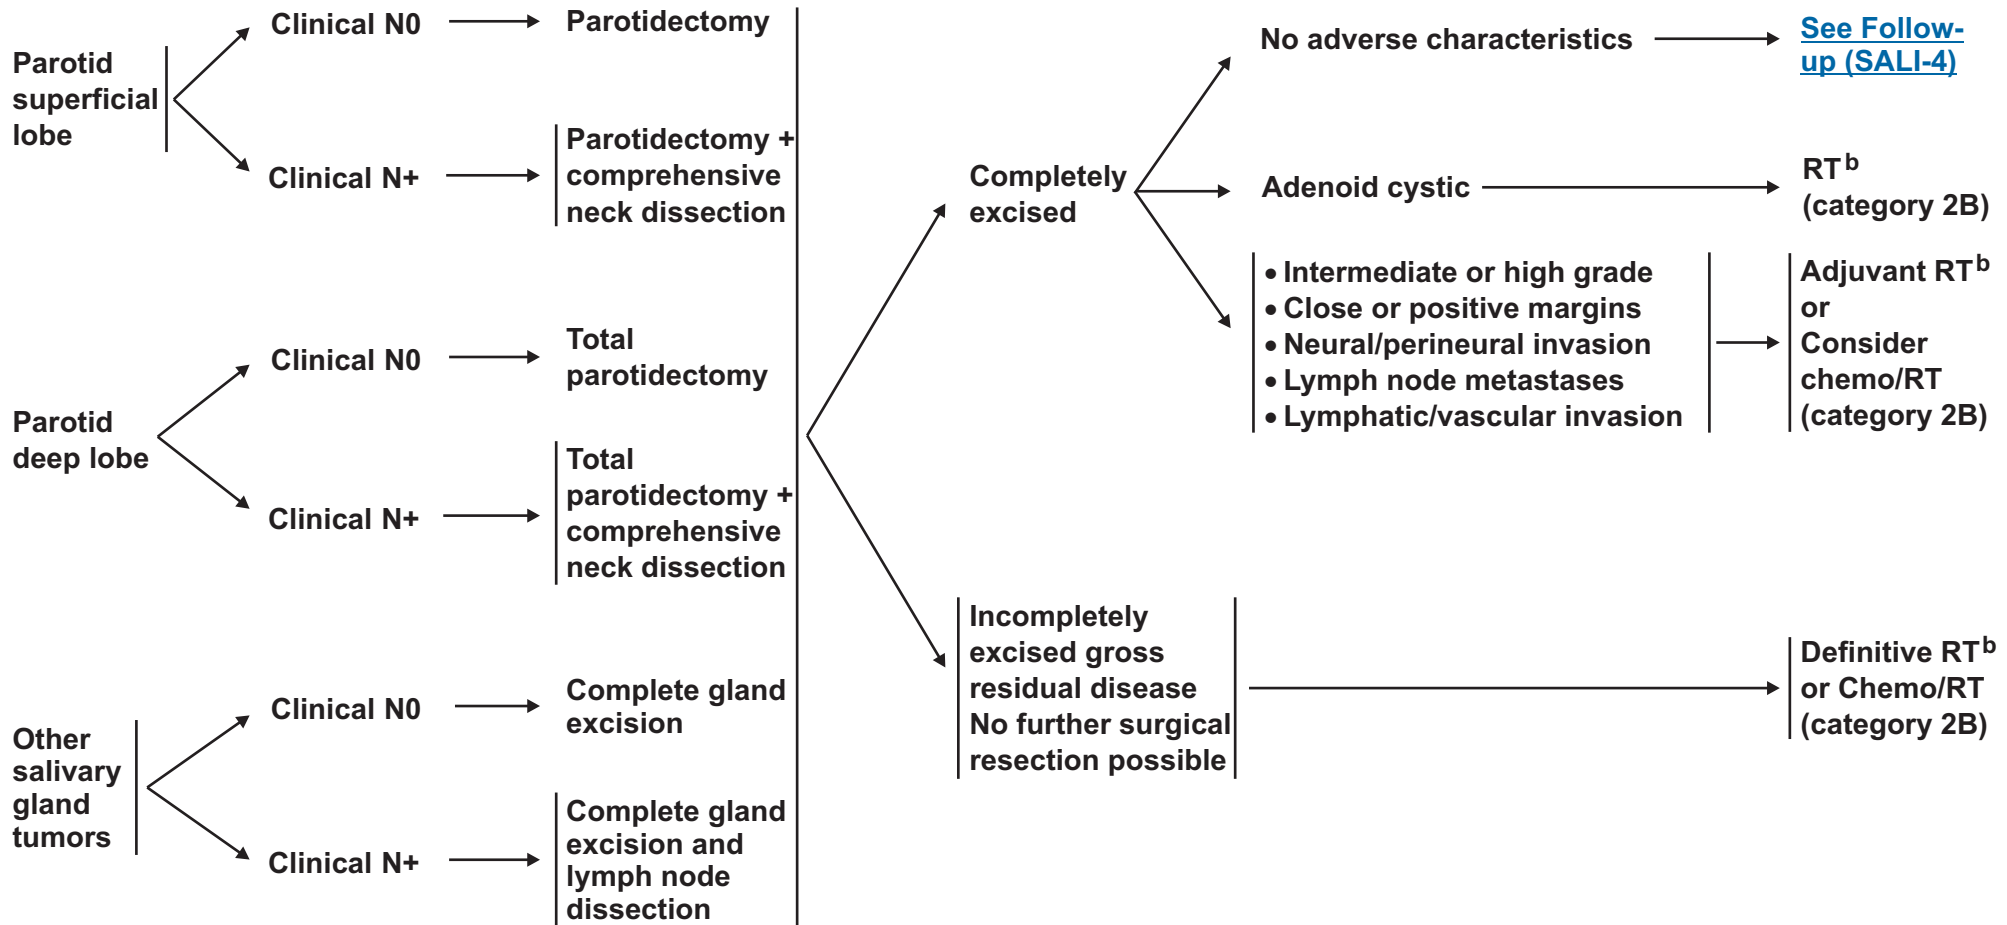 Parotid
superficial
lobe
Clinical N0
Parotidectomy
Clinical N+
Parotidectomy +
comprehensive
neck dissection
Parotid
deep lobe
Clinical N0
Total
parotidectomy
Clinical N+
Total
parotidectomy +
comprehensive
neck dissection
Other
salivary
gland
tumors
Clinical N0
Complete gland
excision
Clinical N+
Complete gland
excision and
lymph node
dissection
Completely
excised
No adverse characteristics
See Follow-
up (SALI-4)
Adenoid cystic
RT b
(category 2B)
• Intermediate or high grade
• Close or positive margins
• Neural/perineural invasion
• Lymph node metastases
• Lymphatic/vascular invasion
Adjuvant RT b
or
Consider
chemo/RT
(category 2B)
Incompletely
excised gross
residual disease
No further surgical
resection possible
Definitive RT b
or Chemo/RT
(category 2B)